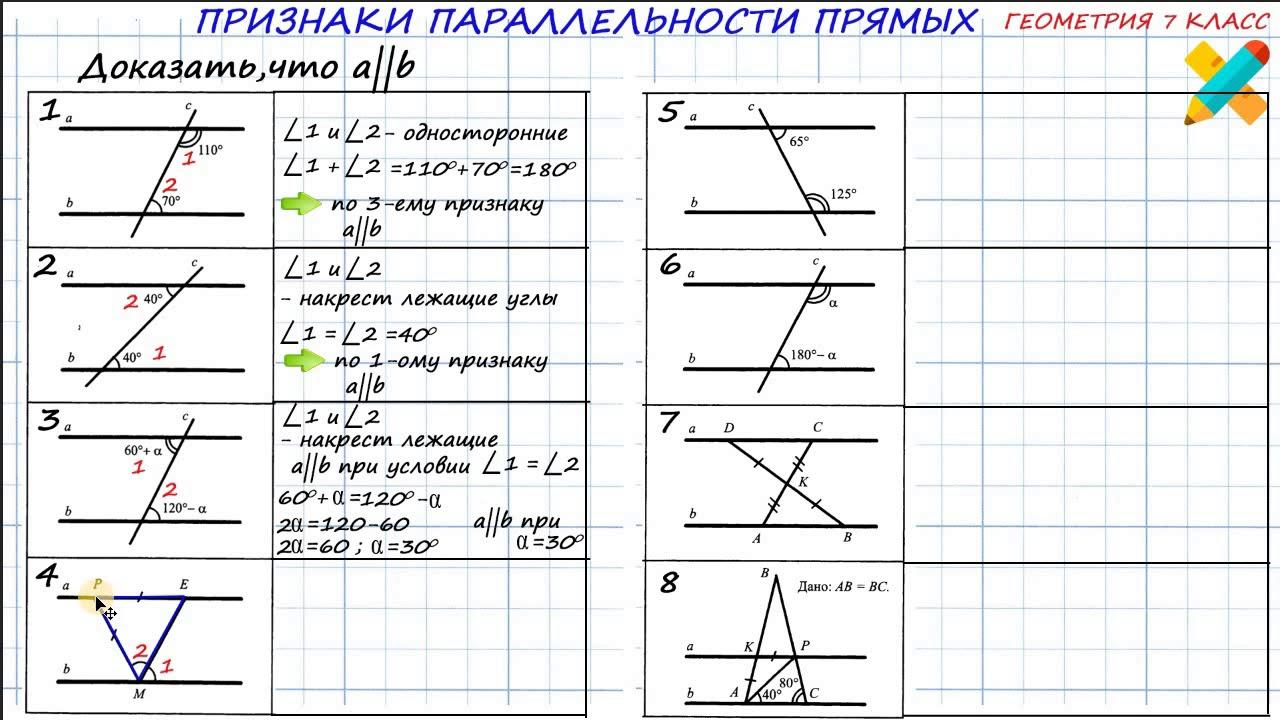 ПРИЗНАКИ ПАРАЛЛЕЛЬНОСТИ ПРЯМЫХ
ГЕОМЕТРИЯ 7 КЛАСС
Доказать,что a||b
1
a
c
110°
1
2
b
70°
∠1 и ∠2- односторонние
∠1 + ∠2 =110°+70°=180°
по 3-ему признаку
a||b
2
a
c
2 40°
b
40° 1
∠1 и ∠2
- накрест лежащие углы
∠1 = ∠2 =40°
по 1-ому признаку
a||b
3
a
c
60°+ α
1
2
b
120°– α
∠1 и ∠2
- накрест лежащие
a||b при условии ∠1 = ∠2
60°+α=120°-α
2α=120-60
2α=60 ; α=30°
a||b при
α=30°
4
a P E
2 1
b
M
5
a
c
65°
b
125°
6
a
c
α
b
180°– α
7
a D C
K
b
A B
8
B
Дано: AB = BC.
a K P
80°
b A 40° C